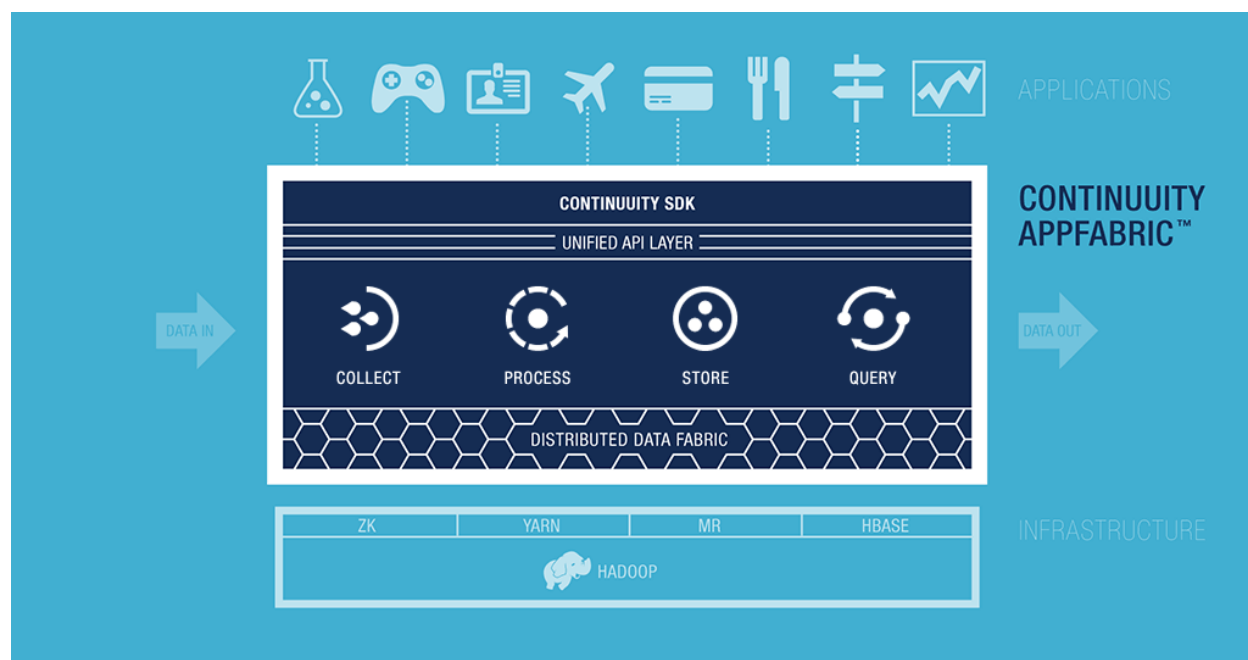 APPLICATIONS
CONTINUUITY SDK
CONTINUUITY
APPFABRIC™
UNIFIED API LAYER
DATA IN
DATA OUT
COLLECT
PROCESS
STORE
QUERY
DISTRIBUTED DATA FABRIC
ZK
YARN
MR
HBASE
INFRASTRUCTURE
HADOOP